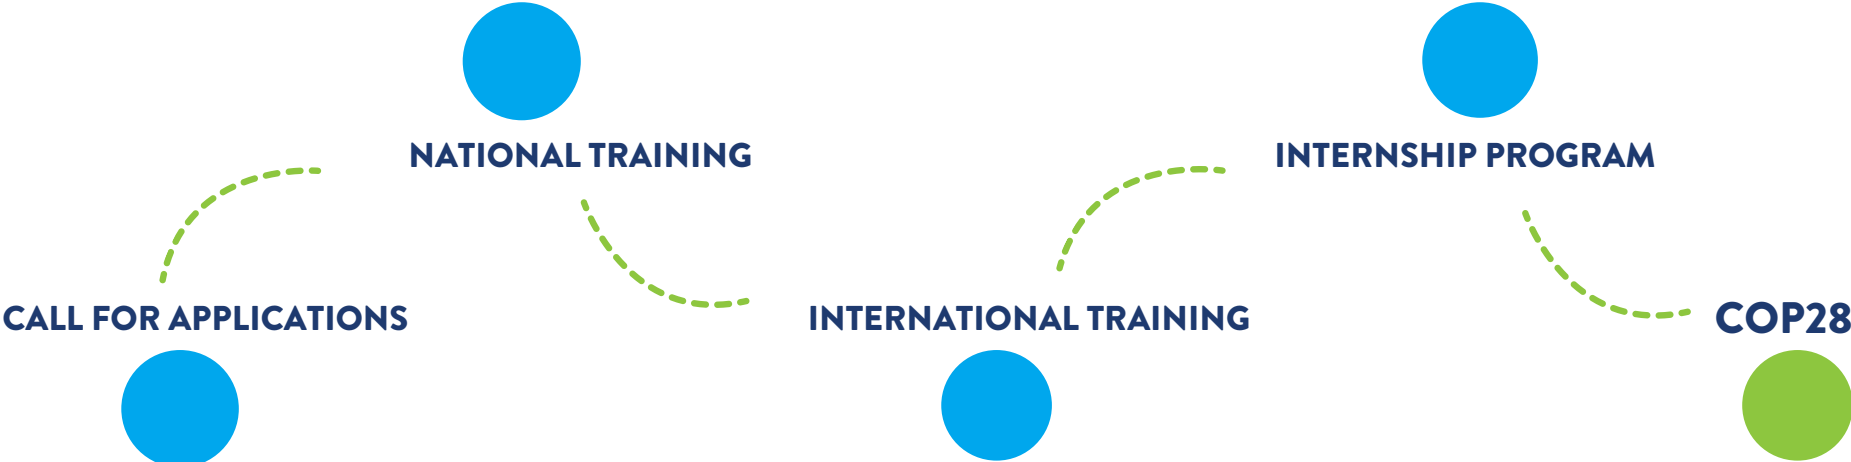 CALL FOR APPLICATIONS
NATIONAL TRAINING
INTERNATIONAL TRAINING
INTERNSHIP PROGRAM
COP28